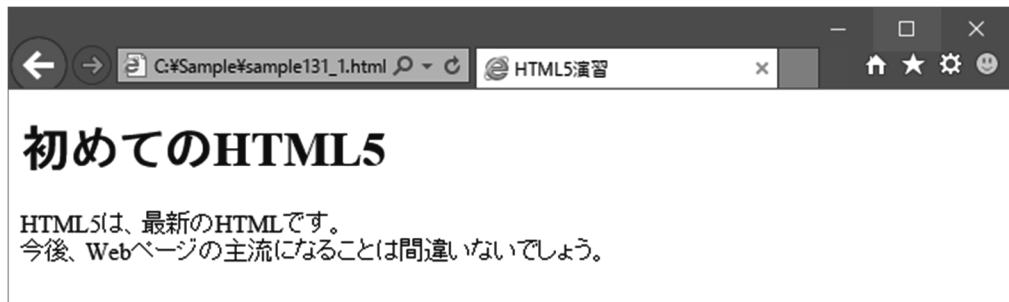 C:¥Sample¥sample131_1.html
HTML5演習
初めてのHTML5
HTML5は、最新のHTMLです。
今後、Webページの主流になることは間違いないでしょう。